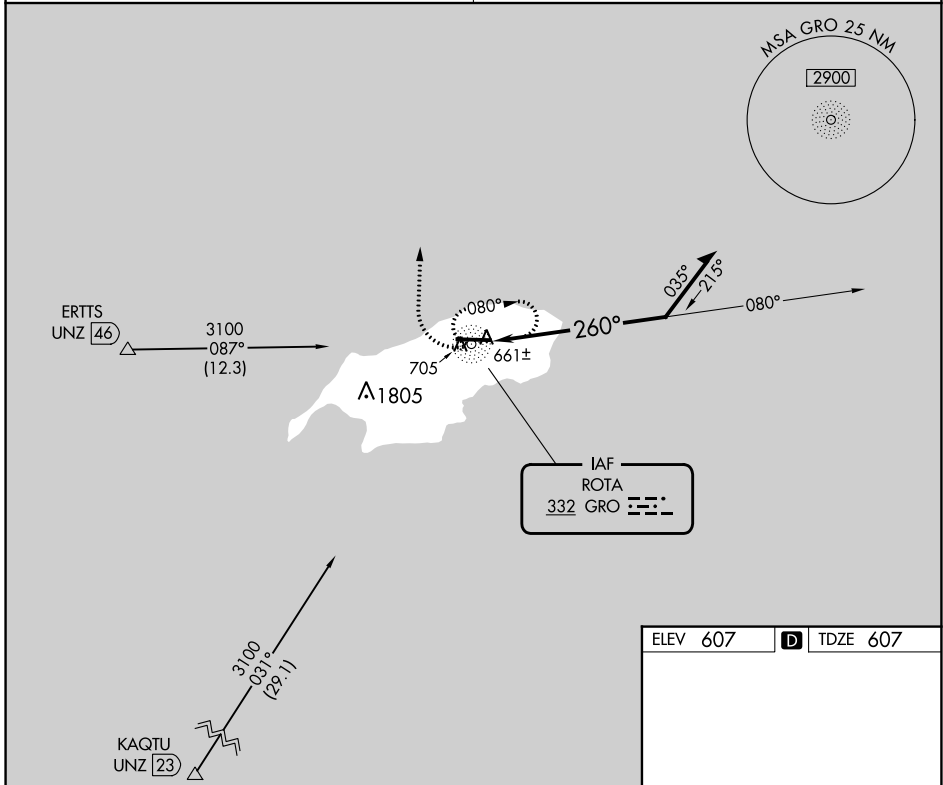 MSA GRO 25 NM
2900
035°
215°
080°
080°
260°
ERTTS
UNZ 46
3100
087°
(12.3)
705
661±
1805
IAF
ROTA
332 GRO
3100
031°
(29.1)
KAQTU
UNZ 23
ELEV 607 D TDZE 607